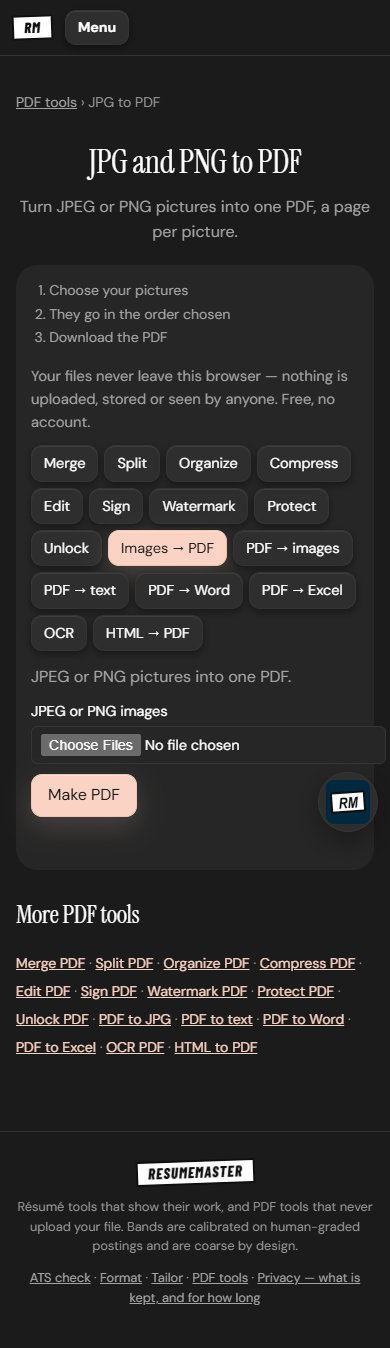 RM Menu
PDF tools › JPG to PDF
JPG and PNG to PDF
Turn JPEG or PNG pictures into one PDF, a page
per picture.
1. Choose your pictures
2. They go in the order chosen
3. Download the PDF
Your files never leave this browser — nothing is
uploaded, stored or seen by anyone. Free, no
account.
Merge Split Organize Compress
Edit Sign Watermark Protect
Unlock Images → PDF PDF → images
PDF → text PDF → Word PDF → Excel
OCR HTML → PDF
JPEG or PNG pictures into one PDF.
JPEG or PNG images
Choose Files No file chosen
Make PDF
RM
More PDF tools
Merge PDF · Split PDF · Organize PDF · Compress PDF ·
Edit PDF · Sign PDF · Watermark PDF · Protect PDF ·
Unlock PDF · PDF to JPG · PDF to text · PDF to Word ·
PDF to Excel · OCR PDF · HTML to PDF
RESUMEMASTER
Résumé tools that show their work, and PDF tools that never
upload your file. Bands are calibrated on human-graded
postings and are coarse by design.
ATS check · Format · Tailor · PDF tools · Privacy — what is
kept, and for how long